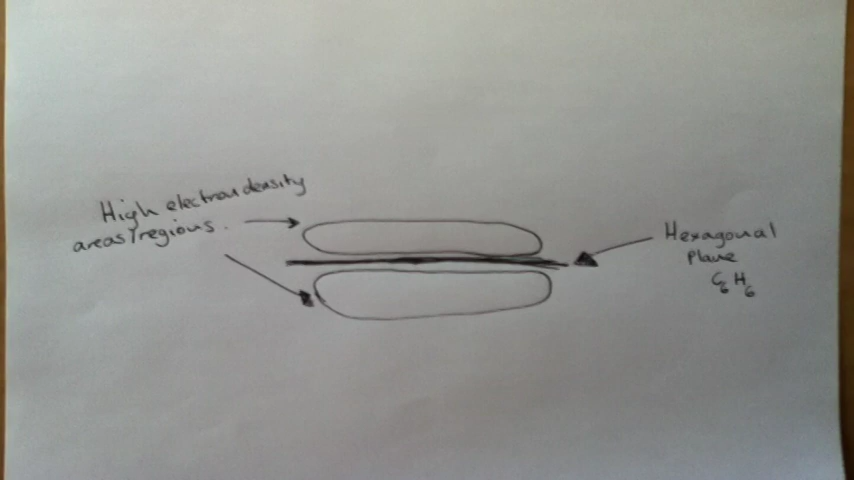 High electron density
areas/regions.
Hexagonal
Plane
C₆H₆